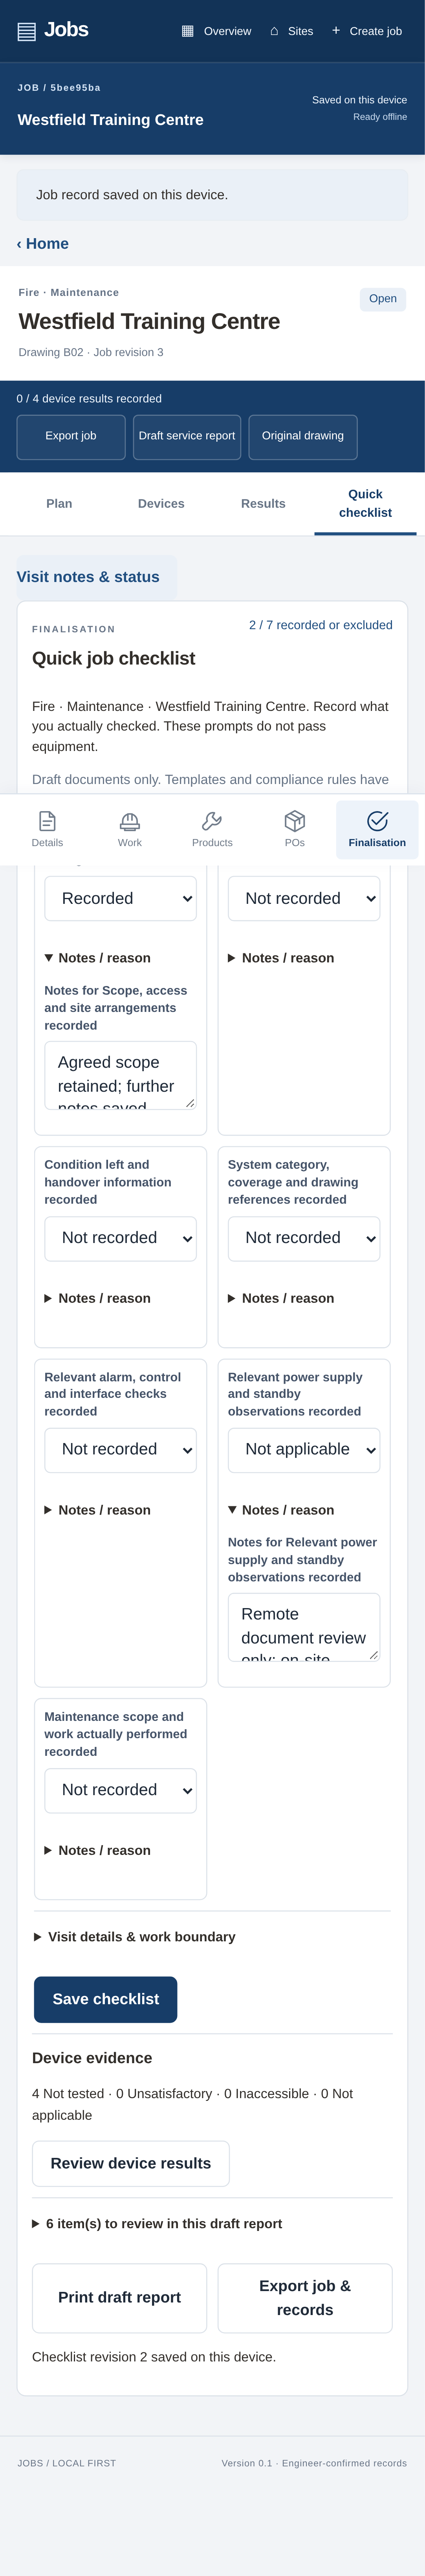 Jobs
Overview
Sites
+ Create job
JOB / 5bee95ba
Westfield Training Centre
Saved on this device
Ready offline
Job record saved on this device.
‹ Home
Fire · Maintenance
Westfield Training Centre
Drawing B02 · Job revision 3
Open
0 / 4 device results recorded
Export job
Draft service report
Original drawing
Plan
Devices
Results
Quick
checklist
Visit notes & status
FINALISATION
2 / 7 recorded or excluded
Quick job checklist
Fire · Maintenance · Westfield Training Centre. Record what
you actually checked. These prompts do not pass
equipment.
Draft documents only. Templates and compliance rules have
Details
Work
Products
POs
Finalisation
Recorded
Notes / reason
Notes for Scope, access
and site arrangements
recorded
Agreed scope
retained; further
notes saved
Not recorded
Notes / reason
Condition left and
handover information
recorded
Not recorded
Notes / reason
System category,
coverage and drawing
references recorded
Not recorded
Notes / reason
Relevant alarm, control
and interface checks
recorded
Not recorded
Notes / reason
Relevant power supply
and standby
observations recorded
Not applicable
Notes / reason
Notes for Relevant power
supply and standby
observations recorded
Remote
document review
only; on-site
Maintenance scope and
work actually performed
recorded
Not recorded
Notes / reason
Visit details & work boundary
Save checklist
Device evidence
4 Not tested · 0 Unsatisfactory · 0 Inaccessible · 0 Not
applicable
Review device results
6 item(s) to review in this draft report
Print draft report
Export job &
records
Checklist revision 2 saved on this device.
JOBS / LOCAL FIRST
Version 0.1 · Engineer-confirmed records